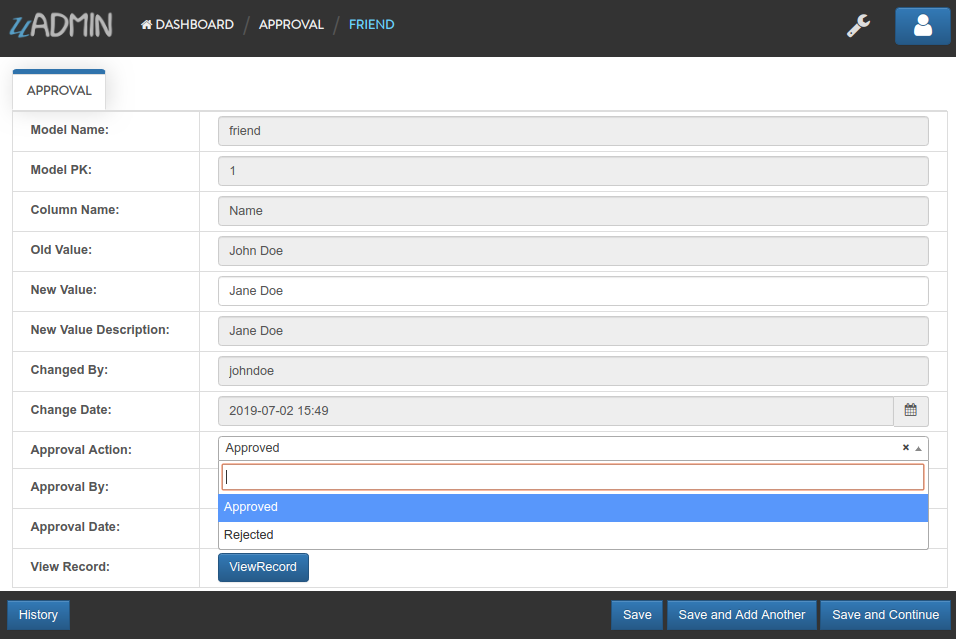 uADMIN DASHBOARD / APPROVAL / FRIEND
APPROVAL
Model Name: friend
Model PK: 1
Column Name: Name
Old Value: John Doe
New Value: Jane Doe
New Value Description: Jane Doe
Changed By: johndoe
Change Date: 2019-07-02 15:49
Approval Action: Approved × ▲
Approval By:
Approved
Approval Date:
Rejected
View Record: ViewRecord
History Save Save and Add Another Save and Continue